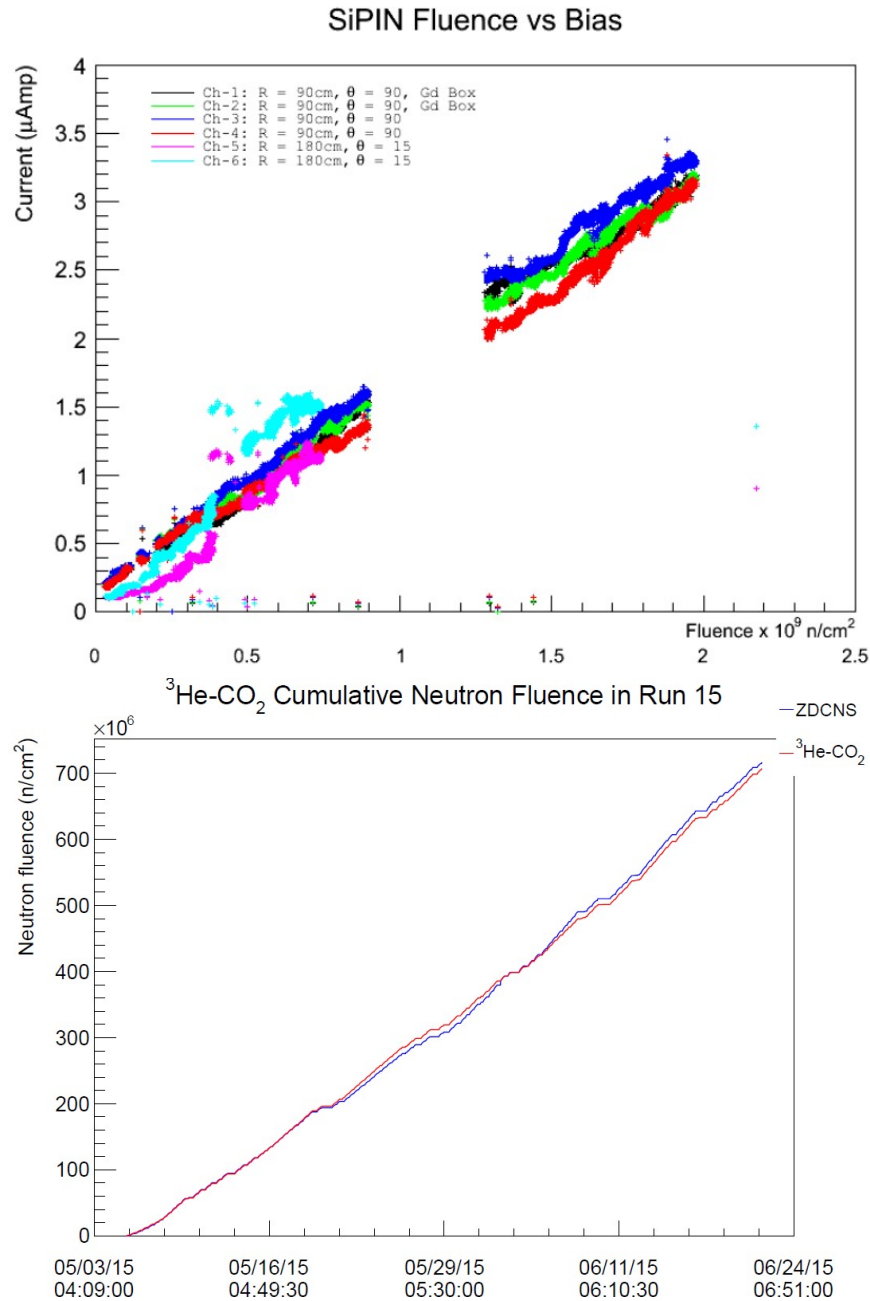 SiPIN Fluence vs Bias
Current (μAmp)
4
3.5
3
2.5
2
1.5
1
0.5
0
Ch-1: R = 90cm, θ = 90, Gd Box
Ch-2: R = 90cm, θ = 90, Gd Box
Ch-3: R = 90cm, θ = 90
Ch-4: R = 90cm, θ = 90
Ch-5: R = 180cm, θ = 15
Ch-6: R = 180cm, θ = 15
Fluence x 10⁹ n/cm²
0 0.5 1 1.5 2 2.5
³He-CO₂ Cumulative Neutron Fluence in Run 15
ZDCNS
³He-CO₂
×10⁶
Neutron fluence (n/cm²)
700
600
500
400
300
200
100
0
05/03/15 05/16/15 05/29/15 06/11/15 06/24/15
04:09:00 04:49:30 05:30:00 06:10:30 06:51:00